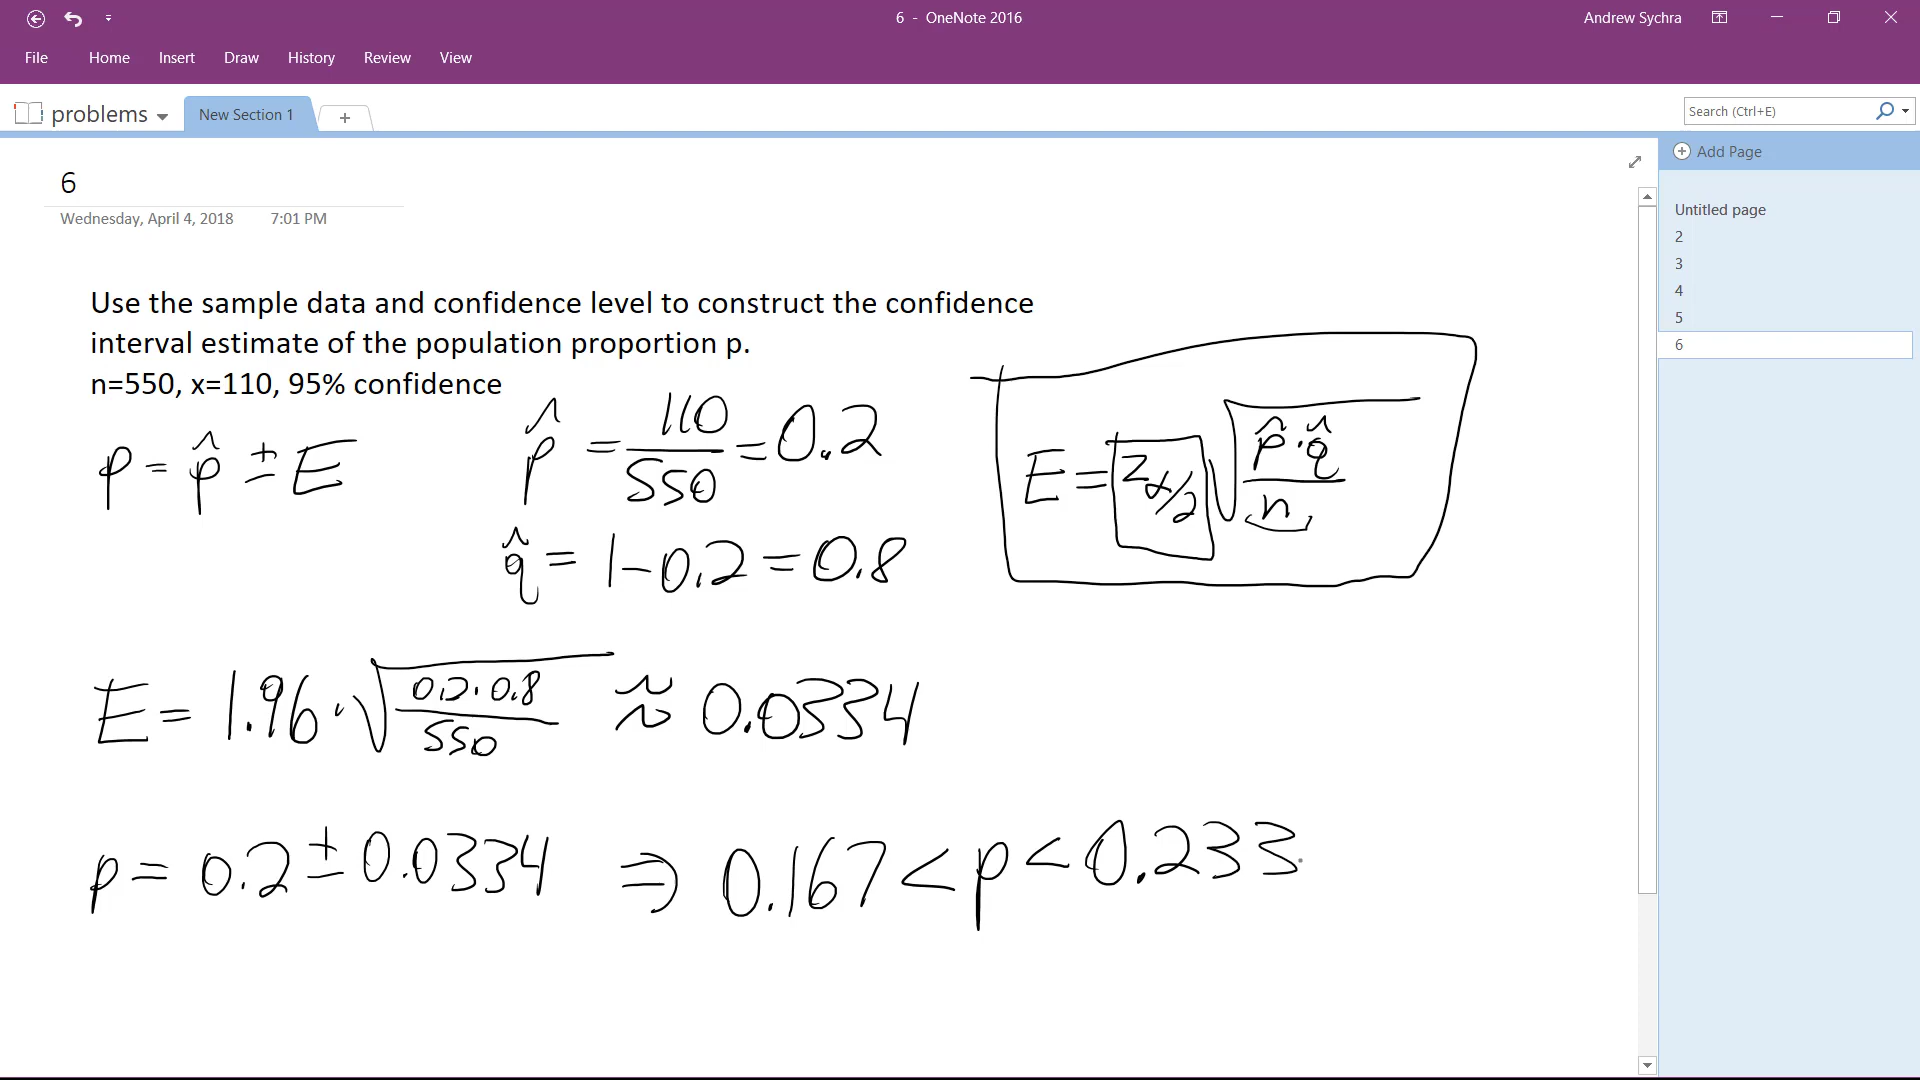 6 - OneNote 2016
Andrew Sychra
File Home Insert Draw History Review View
problems
New Section 1
+
Search (Ctrl+E)
Add Page
Untitled page
2
3
4
5
6
6
Wednesday, April 4, 2018 7:01 PM
Use the sample data and confidence level to construct the confidence
interval estimate of the population proportion p.
n=550, x=110, 95% confidence
p = p̂ ± E
p̂ = 110/550 = 0.2
q̂ = 1 - 0.2 = 0.8
E = z α/2 √(p̂·q̂/n)
E = 1.96 · √(0.2·0.8/550) ≈ 0.0334
p = 0.2 ± 0.0334 ⇒ 0.167 < p < 0.233